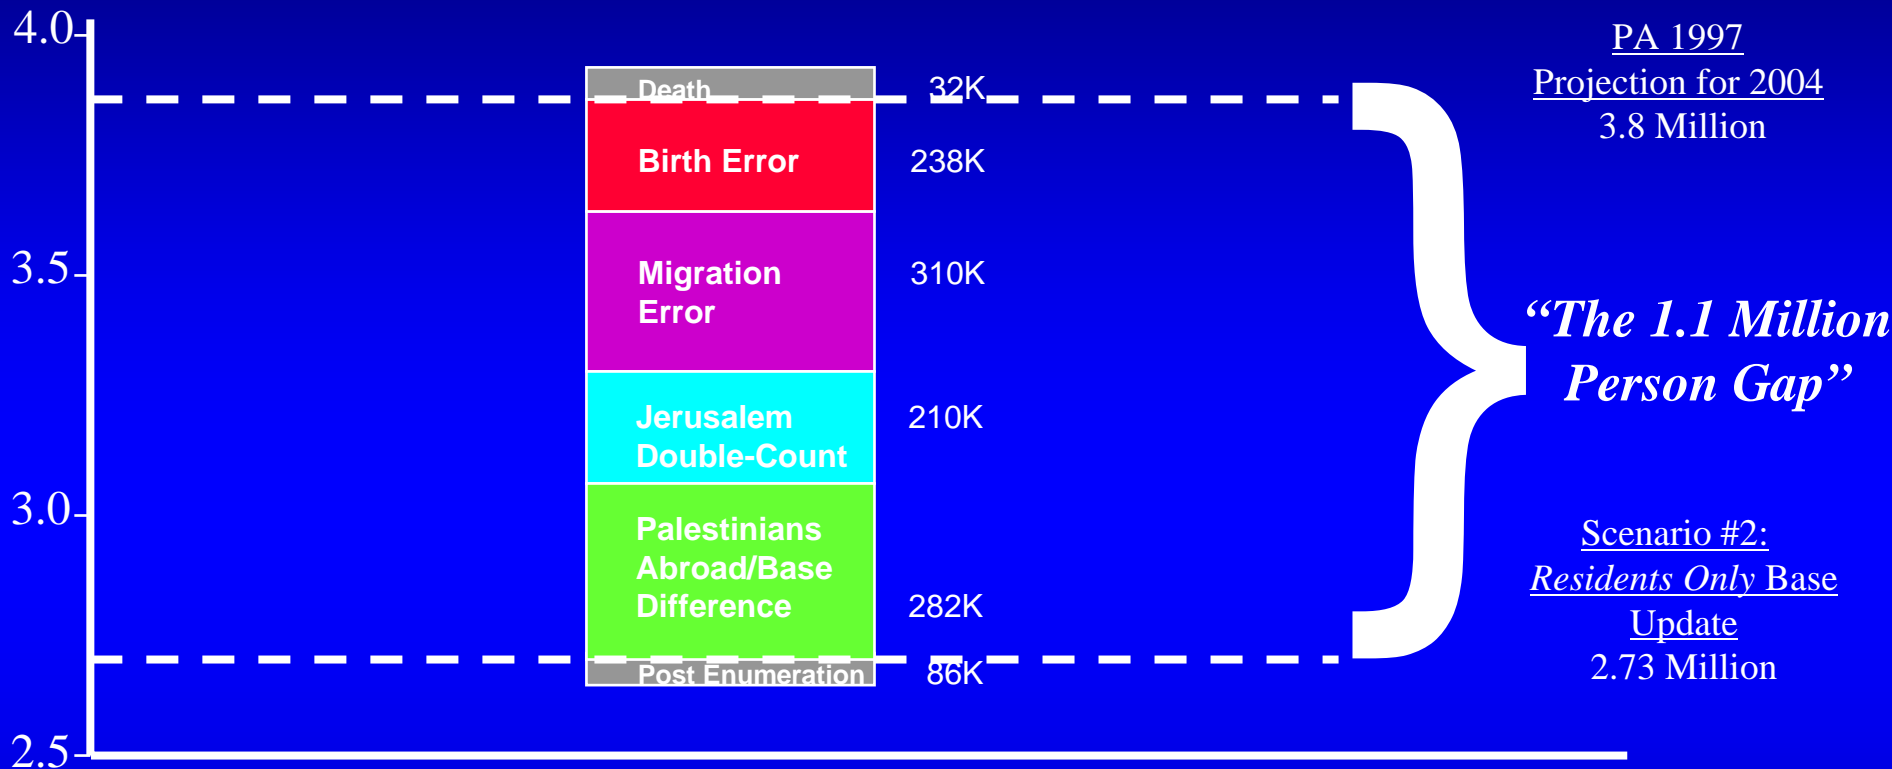 4.0
3.5
3.0
2.5
Death
32K
Birth Error
238K
Migration
Error
310K
Jerusalem
Double-Count
210K
Palestinians
Abroad/Base
Difference
282K
Post Enumeration
86K
PA 1997
Projection for 2004
3.8 Million
“The 1.1 Million
Person Gap”
Scenario #2:
Residents Only Base
Update
2.73 Million